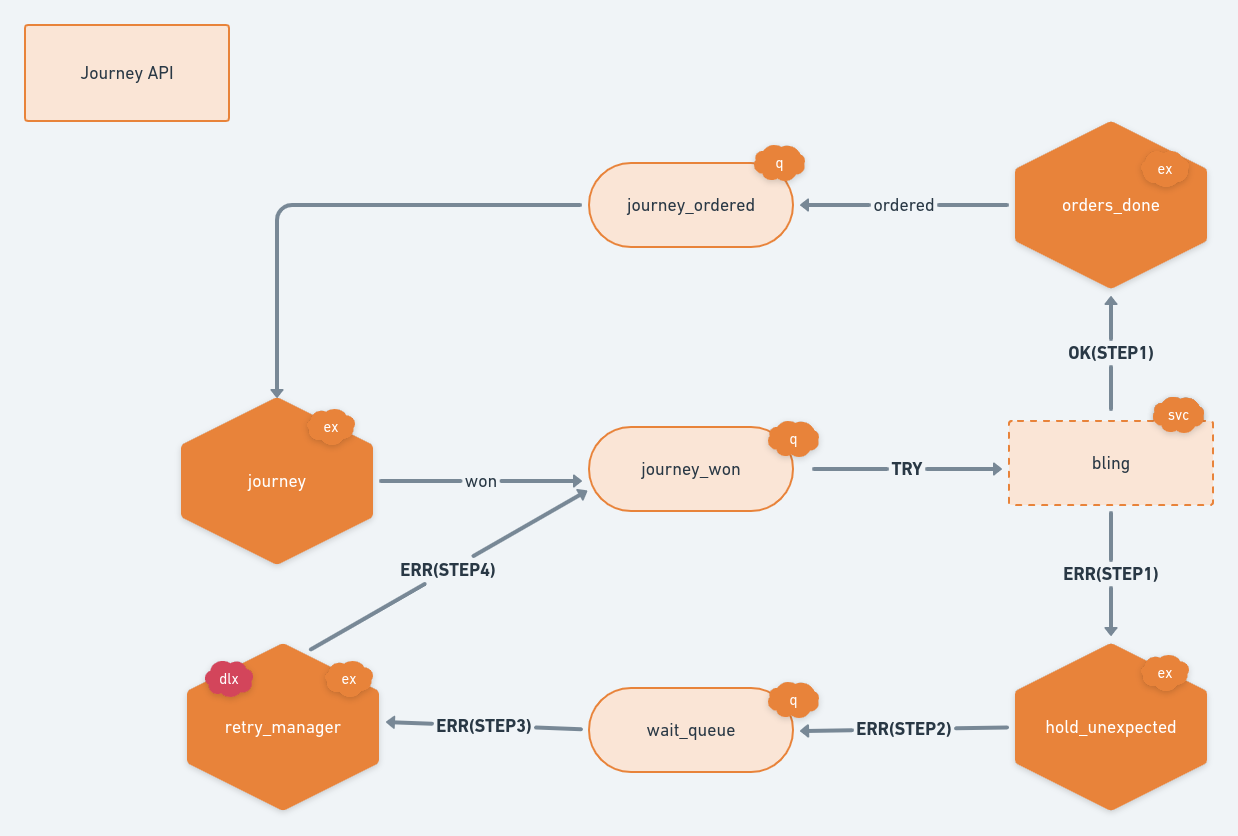 Journey API
q
journey_ordered
ordered
ex
orders_done
OK(STEP1)
ex
journey
won
q
journey_won
TRY
svc
bling
ERR(STEP4)
ERR(STEP1)
dlx
ex
retry_manager
ERR(STEP3)
q
wait_queue
ERR(STEP2)
ex
hold_unexpected